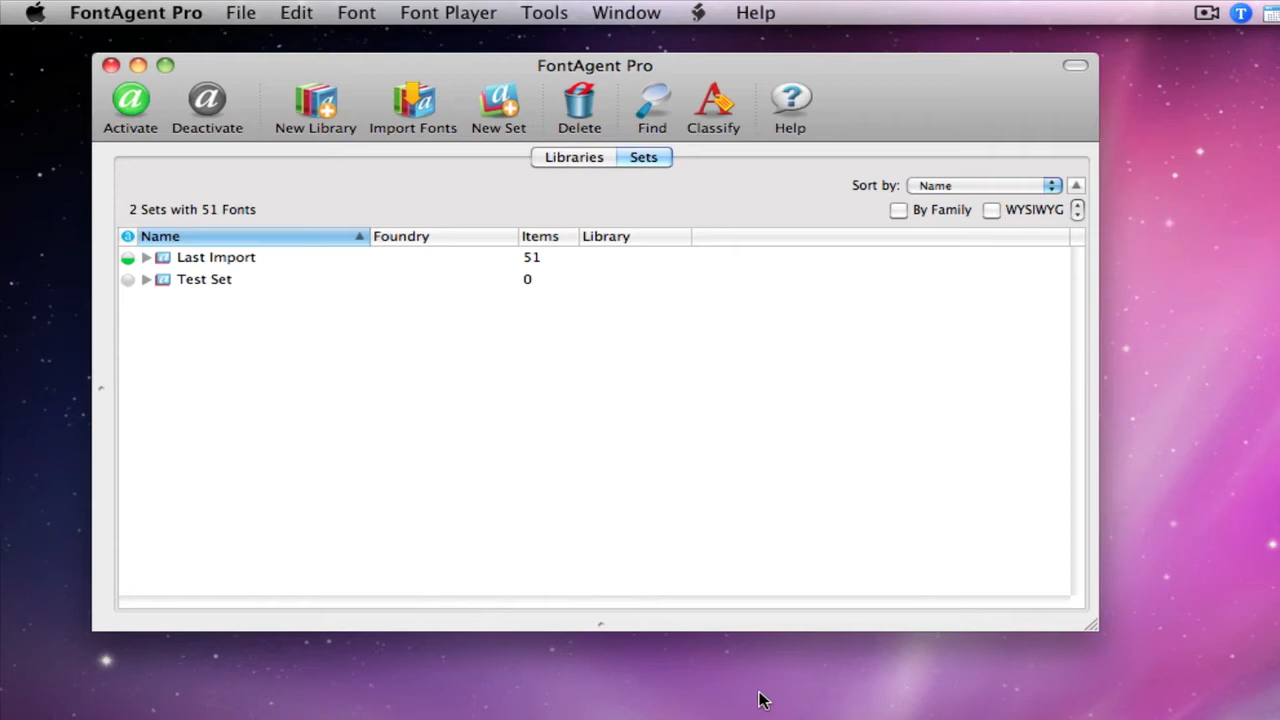 FontAgent Pro File Edit Font Font Player Tools Window Help
FontAgent Pro
Activate Deactivate New Library Import Fonts New Set Delete Find Classify Help
Libraries Sets
Sort by: Name
2 Sets with 51 Fonts By Family WYSIWYG
Name Foundry Items Library
Last Import 51
Test Set 0